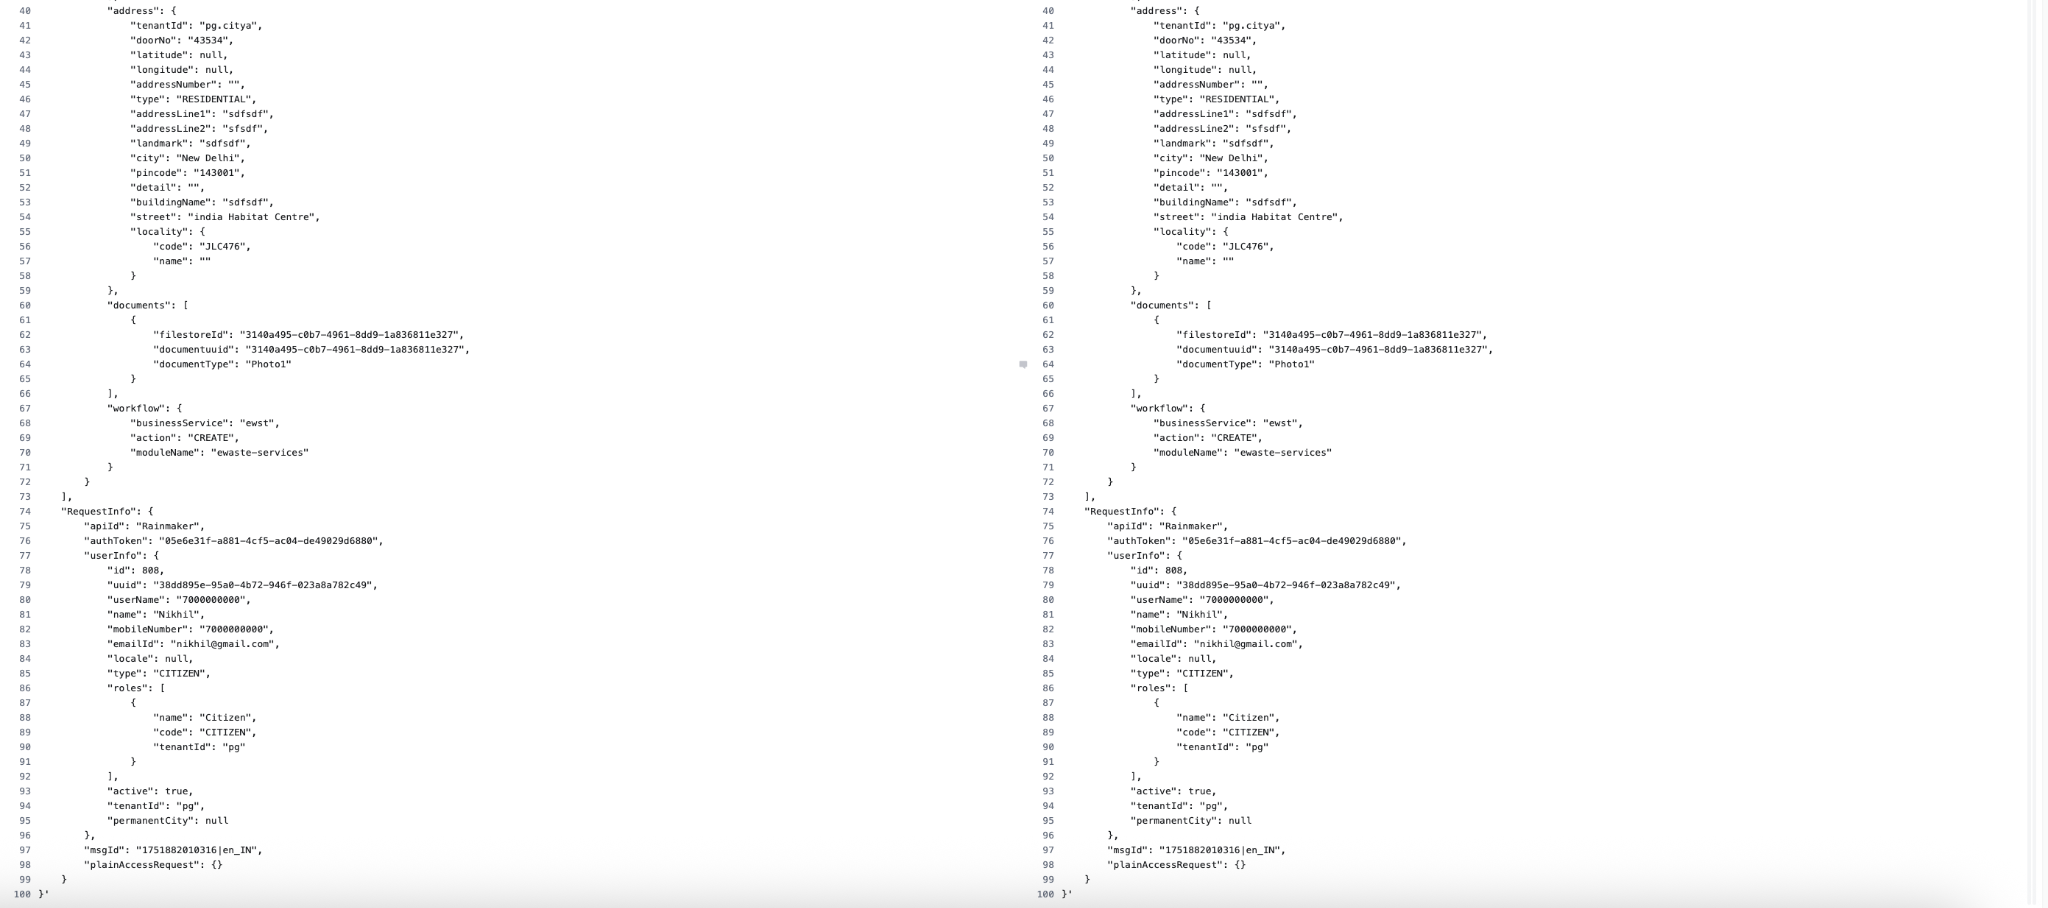 40 "address": {
41 "tenantId": "pg.citya",
42 "doorNo": "43534",
43 "latitude": null,
44 "longitude": null,
45 "addressNumber": "",
46 "type": "RESIDENTIAL",
47 "addressLine1": "sdfsdf",
48 "addressLine2": "sfsdf",
49 "landmark": "sdfsdf",
50 "city": "New Delhi",
51 "pincode": "143001",
52 "detail": "",
53 "buildingName": "sdfsdf",
54 "street": "india Habitat Centre",
55 "locality": {
56 "code": "JLC476",
57 "name": ""
58 }
59 },
60 "documents": [
61 {
62 "filestoreId": "3140a495-c0b7-4961-8dd9-1a836811e327",
63 "documentuuid": "3140a495-c0b7-4961-8dd9-1a836811e327",
64 "documentType": "Photo1"
65 }
66 ],
67 "workflow": {
68 "businessService": "ewst",
69 "action": "CREATE",
70 "moduleName": "ewaste-services"
71 }
72 }
73 ],
74 "RequestInfo": {
75 "apiId": "Rainmaker",
76 "authToken": "05e6e31f-a881-4cf5-ac04-de49029d6880",
77 "userInfo": {
78 "id": 808,
79 "uuid": "38dd895e-95a0-4b72-946f-023a8a782c49",
80 "userName": "7000000000",
81 "name": "Nikhil",
82 "mobileNumber": "7000000000",
83 "emailId": "nikhil@gmail.com",
84 "locale": null,
85 "type": "CITIZEN",
86 "roles": [
87 {
88 "name": "Citizen",
89 "code": "CITIZEN",
90 "tenantId": "pg"
91 }
92 ],
93 "active": true,
94 "tenantId": "pg",
95 "permanentCity": null
96 },
97 "msgId": "1751882010316|en_IN",
98 "plainAccessRequest": {}
99 }
100 }'
40 "address": {
41 "tenantId": "pg.citya",
42 "doorNo": "43534",
43 "latitude": null,
44 "longitude": null,
45 "addressNumber": "",
46 "type": "RESIDENTIAL",
47 "addressLine1": "sdfsdf",
48 "addressLine2": "sfsdf",
49 "landmark": "sdfsdf",
50 "city": "New Delhi",
51 "pincode": "143001",
52 "detail": "",
53 "buildingName": "sdfsdf",
54 "street": "india Habitat Centre",
55 "locality": {
56 "code": "JLC476",
57 "name": ""
58 }
59 },
60 "documents": [
61 {
62 "filestoreId": "3140a495-c0b7-4961-8dd9-1a836811e327",
63 "documentuuid": "3140a495-c0b7-4961-8dd9-1a836811e327",
64 "documentType": "Photo1"
65 }
66 ],
67 "workflow": {
68 "businessService": "ewst",
69 "action": "CREATE",
70 "moduleName": "ewaste-services"
71 }
72 }
73 ],
74 "RequestInfo": {
75 "apiId": "Rainmaker",
76 "authToken": "05e6e31f-a881-4cf5-ac04-de49029d6880",
77 "userInfo": {
78 "id": 808,
79 "uuid": "38dd895e-95a0-4b72-946f-023a8a782c49",
80 "userName": "7000000000",
81 "name": "Nikhil",
82 "mobileNumber": "7000000000",
83 "emailId": "nikhil@gmail.com",
84 "locale": null,
85 "type": "CITIZEN",
86 "roles": [
87 {
88 "name": "Citizen",
89 "code": "CITIZEN",
90 "tenantId": "pg"
91 }
92 ],
93 "active": true,
94 "tenantId": "pg",
95 "permanentCity": null
96 },
97 "msgId": "1751882010316|en_IN",
98 "plainAccessRequest": {}
99 }
100 }'